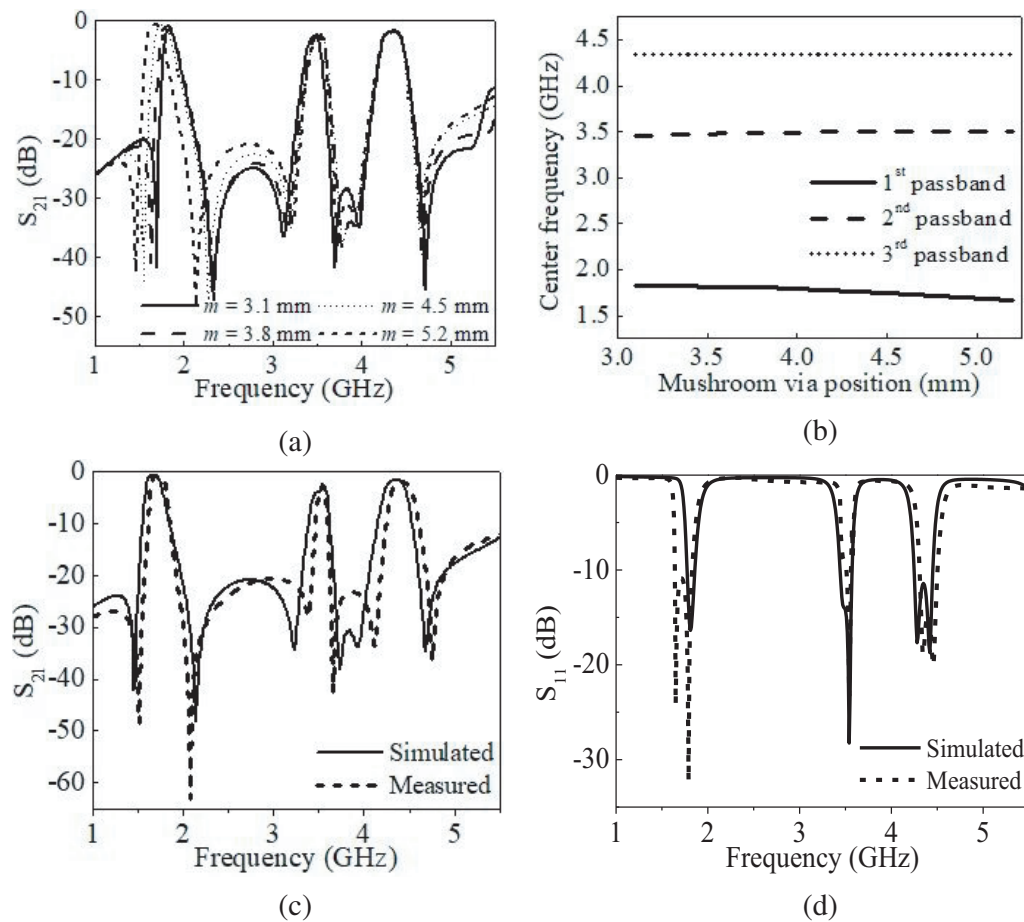 0
-10
-20
-30
-40
-50
S21 (dB)
m = 3.1 mm
m = 4.5 mm
m = 3.8 mm
m = 5.2 mm
1 2 3 4 5
Frequency (GHz)
(a)
4.5
4.0
3.5
3.0
2.5
2.0
1.5
Center frequency (GHz)
1st passband
2nd passband
3rd passband
3.0 3.5 4.0 4.5 5.0
Mushroom via position (mm)
(b)
0
-10
-20
-30
-40
-50
-60
S21 (dB)
Simulated
Measured
1 2 3 4 5
Frequency (GHz)
(c)
0
-10
-20
-30
S11 (dB)
Simulated
Measured
1 2 3 4 5
Frequency (GHz)
(d)